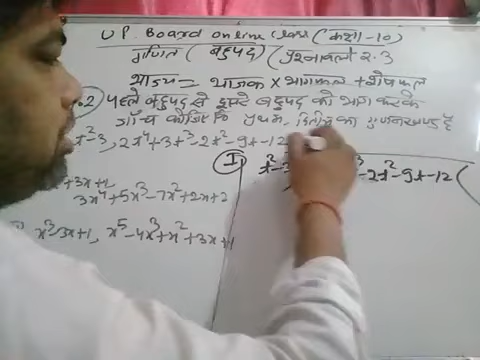 U.P. Board online class (कक्षा-10)
गणित (बहुपद) (प्रश्नावली 2.3
भाज्य = भाजक × भागफल + शेषफल
.2) पहले बहुपद से दूसरे बहुपद को भाग करके
जाँच कीजिए कि प्रथम, द्वितीय का गुणनखण्ड है
x²-3, 2x⁴+3x³-2x²-9x-12
I x²-3 -2x²-9x-12
+3x+1
3x⁴+5x³-7x²+2x+2
x³-3x+1, x⁵-4x³+x²+3x+1